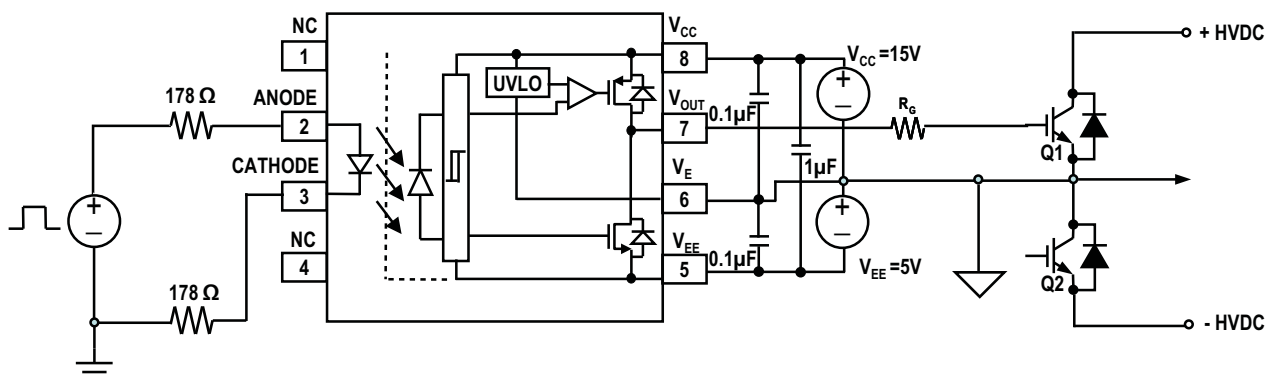 NC
1
178 Ω
ANODE
2
CATHODE
3
NC
4
178 Ω
+
–
UVLO
VCC
8
VOUT
7
VE
6
VEE
5
0.1µF
0.1µF
1µF
VCC =15V
+
–
+
–
VEE =5V
RG
Q1
Q2
+ HVDC
- HVDC